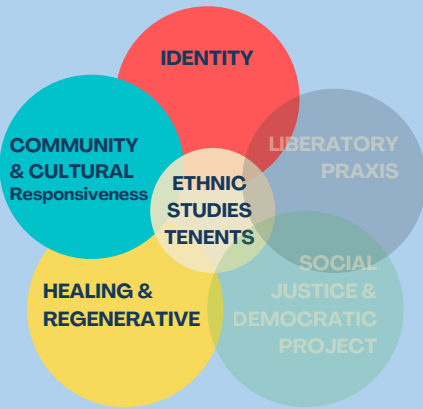 IDENTITY
COMMUNITY
& CULTURAL
Responsiveness
LIBERATORY
PRAXIS
ETHNIC
STUDIES
TENENTS
HEALING &
REGENERATIVE
SOCIAL
JUSTICE &
DEMOCRATIC
PROJECT